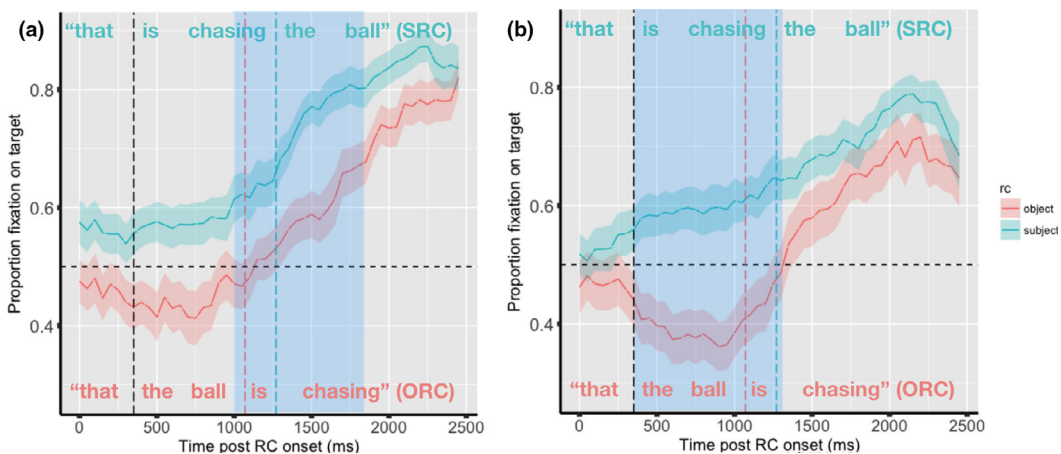 (a)
“that is chasing the ball” (SRC)
Proportion fixation on target
0.8
0.6
0.4
“that the ball is chasing” (ORC)
0 500 1000 1500 2000 2500
Time post RC onset (ms)
(b)
“that is chasing the ball” (SRC)
Proportion fixation on target
0.8
0.6
0.4
“that the ball is chasing” (ORC)
0 500 1000 1500 2000 2500
Time post RC onset (ms)
rc
object
subject